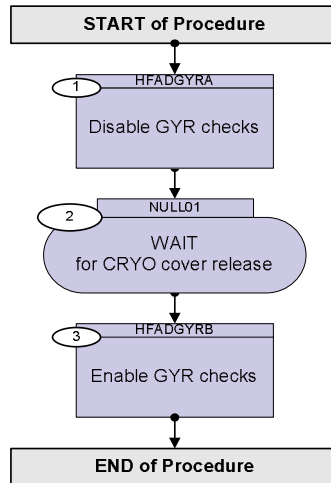 START of Procedure
HFADGYRA
1
Disable GYR checks
NULL01
2
WAIT
for CRYO cover release
HFADGYRB
3
Enable GYR checks
END of Procedure